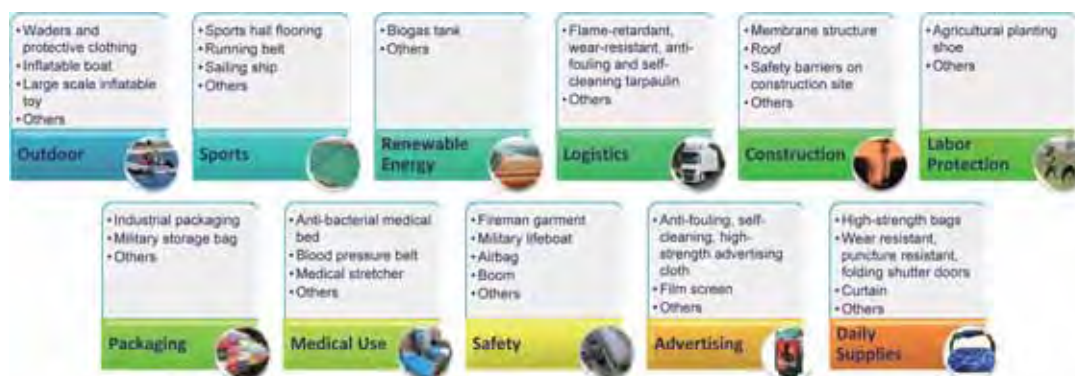 •Waders and
protective clothing
•Inflatable boat
•Large scale inflatable
toy
•Others
Outdoor
•Sports hall flooring
•Running belt
•Sailing ship
•Others
Sports
•Biogas tank
•Others
Renewable
Energy
•Flame-retardant,
wear-resistant, anti-
fouling and self-
cleaning tarpaulin
•Others
Logistics
•Membrane structure
•Roof
•Safety barriers on
construction site
•Others
Construction
•Agricultural planting
shoe
•Others
Labor
Protection
•Industrial packaging
•Military storage bag
•Others
Packaging
•Anti-bacterial medical
bed
•Blood pressure belt
•Medical stretcher
•Others
Medical Use
•Fireman garment
•Military lifeboat
•Airbag
•Boom
•Others
Safety
•Anti-fouling, self-
cleaning, high-
strength advertising
cloth
•Film screen
•Others
Advertising
•High-strength bags
•Wear resistant,
puncture resistant,
folding shutter doors
•Curtain
•Others
Daily
Supplies